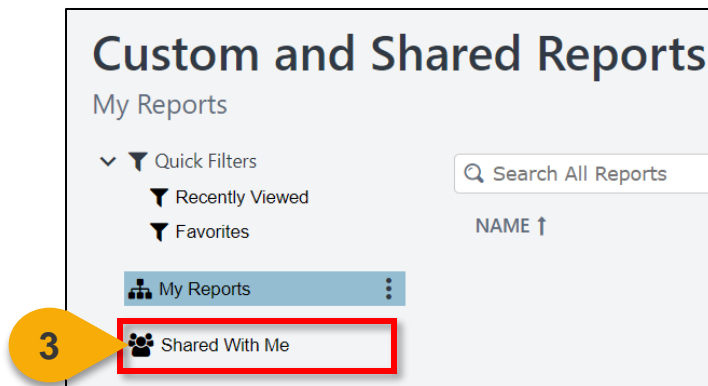 Custom and Shared Reports
My Reports
Quick Filters
Recently Viewed
Favorites
Search All Reports
NAME ↑
My Reports
3
Shared With Me